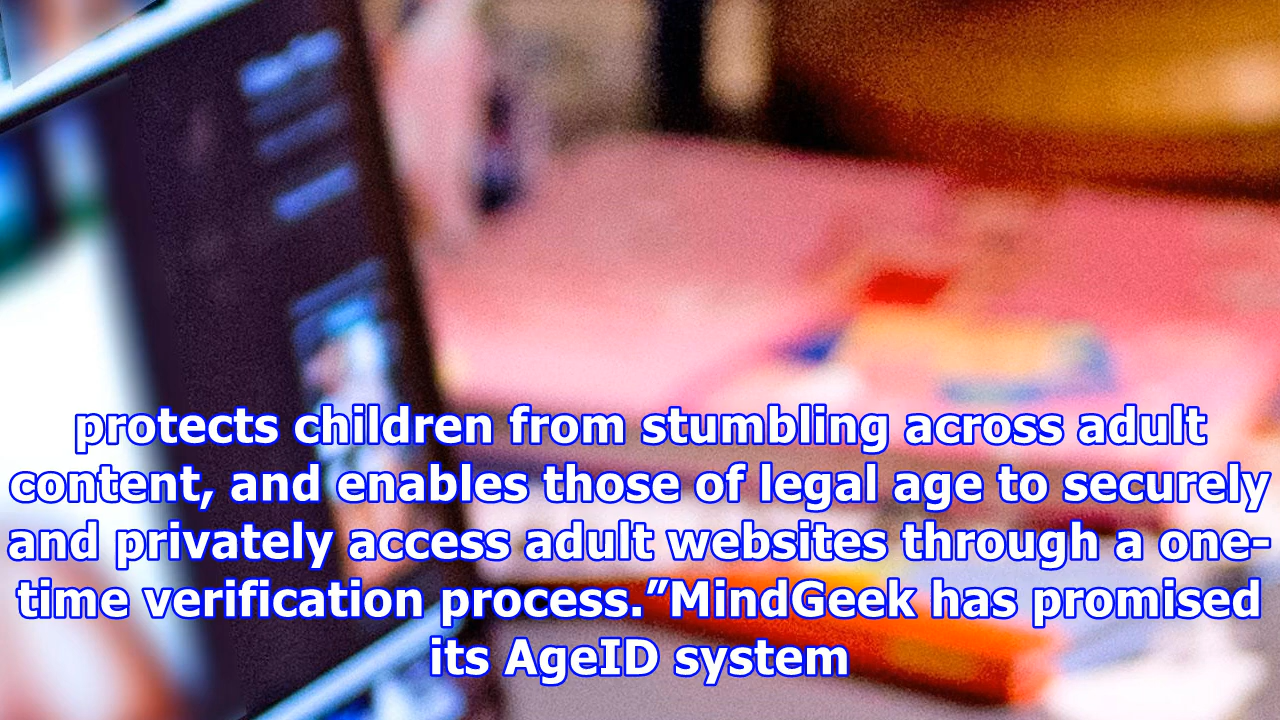 protects children from stumbling across adult
content, and enables those of legal age to securely
and privately access adult websites through a one-
time verification process.”MindGeek has promised
its AgeID system